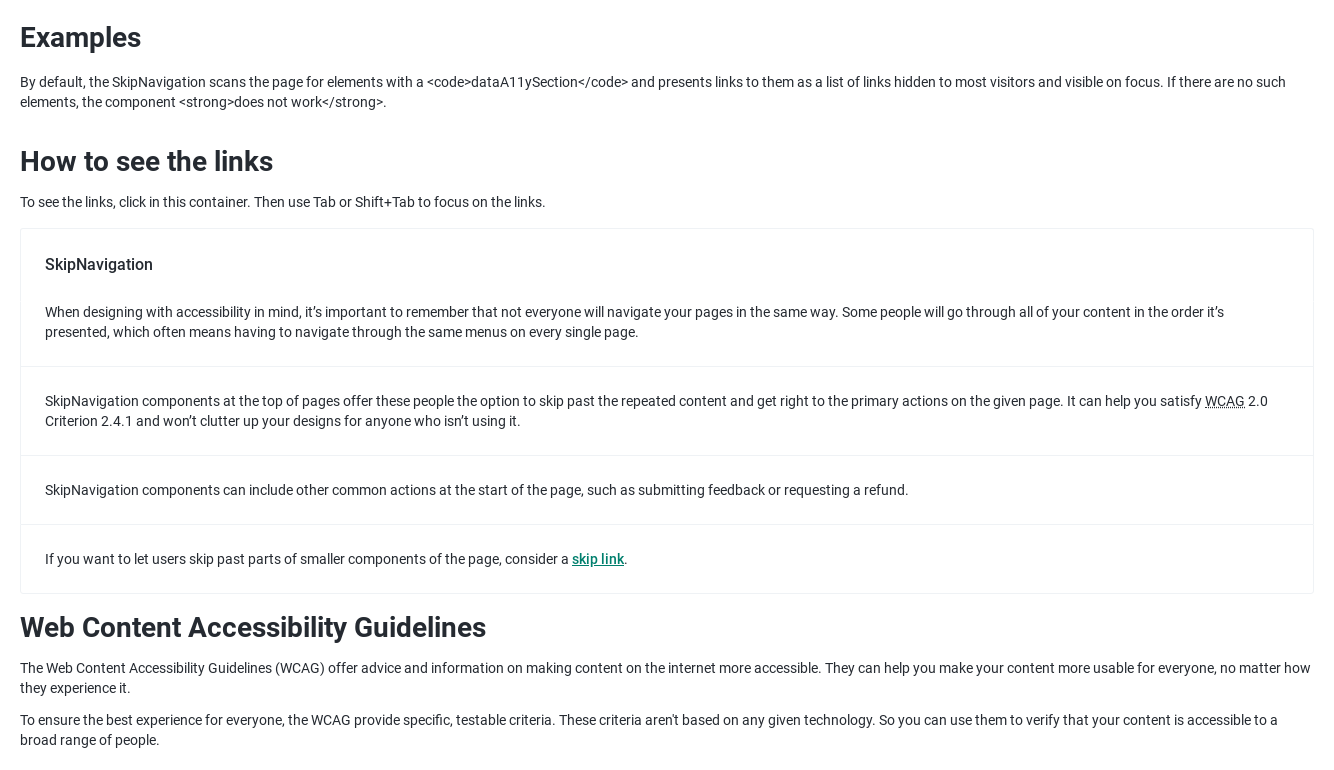 Examples
By default, the SkipNavigation scans the page for elements with a <code>dataA11ySection</code> and presents links to them as a list of links hidden to most visitors and visible on focus. If there are no such
elements, the component <strong>does not work</strong>.
How to see the links
To see the links, click in this container. Then use Tab or Shift+Tab to focus on the links.
SkipNavigation
When designing with accessibility in mind, it’s important to remember that not everyone will navigate your pages in the same way. Some people will go through all of your content in the order it’s
presented, which often means having to navigate through the same menus on every single page.
SkipNavigation components at the top of pages offer these people the option to skip past the repeated content and get right to the primary actions on the given page. It can help you satisfy WCAG 2.0
Criterion 2.4.1 and won’t clutter up your designs for anyone who isn’t using it.
SkipNavigation components can include other common actions at the start of the page, such as submitting feedback or requesting a refund.
If you want to let users skip past parts of smaller components of the page, consider a skip link.
Web Content Accessibility Guidelines
The Web Content Accessibility Guidelines (WCAG) offer advice and information on making content on the internet more accessible. They can help you make your content more usable for everyone, no matter how
they experience it.
To ensure the best experience for everyone, the WCAG provide specific, testable criteria. These criteria aren't based on any given technology. So you can use them to verify that your content is accessible to a
broad range of people.